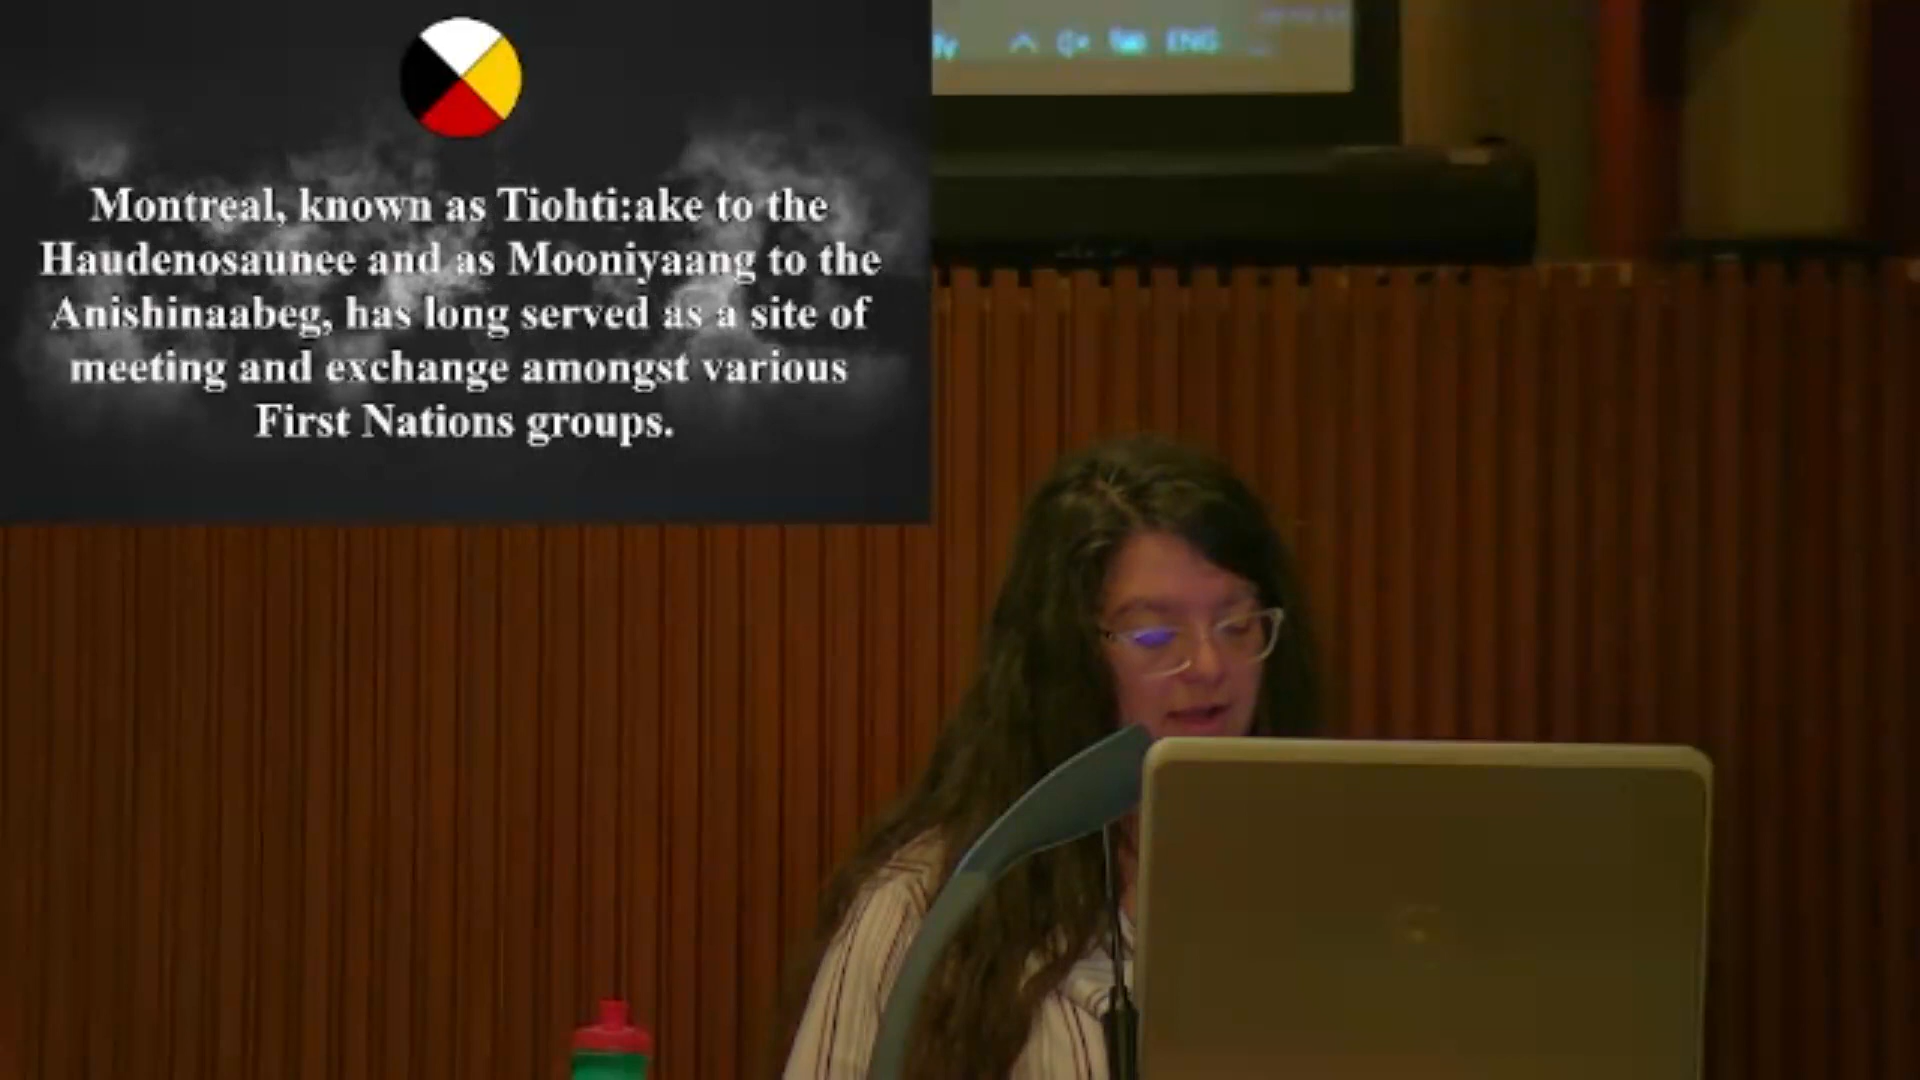 Montreal, known as Tiohti:ake to the
Haudenosaunee and as Mooniyaang to the
Anishinaabeg, has long served as a site of
meeting and exchange amongst various
First Nations groups.
ENG